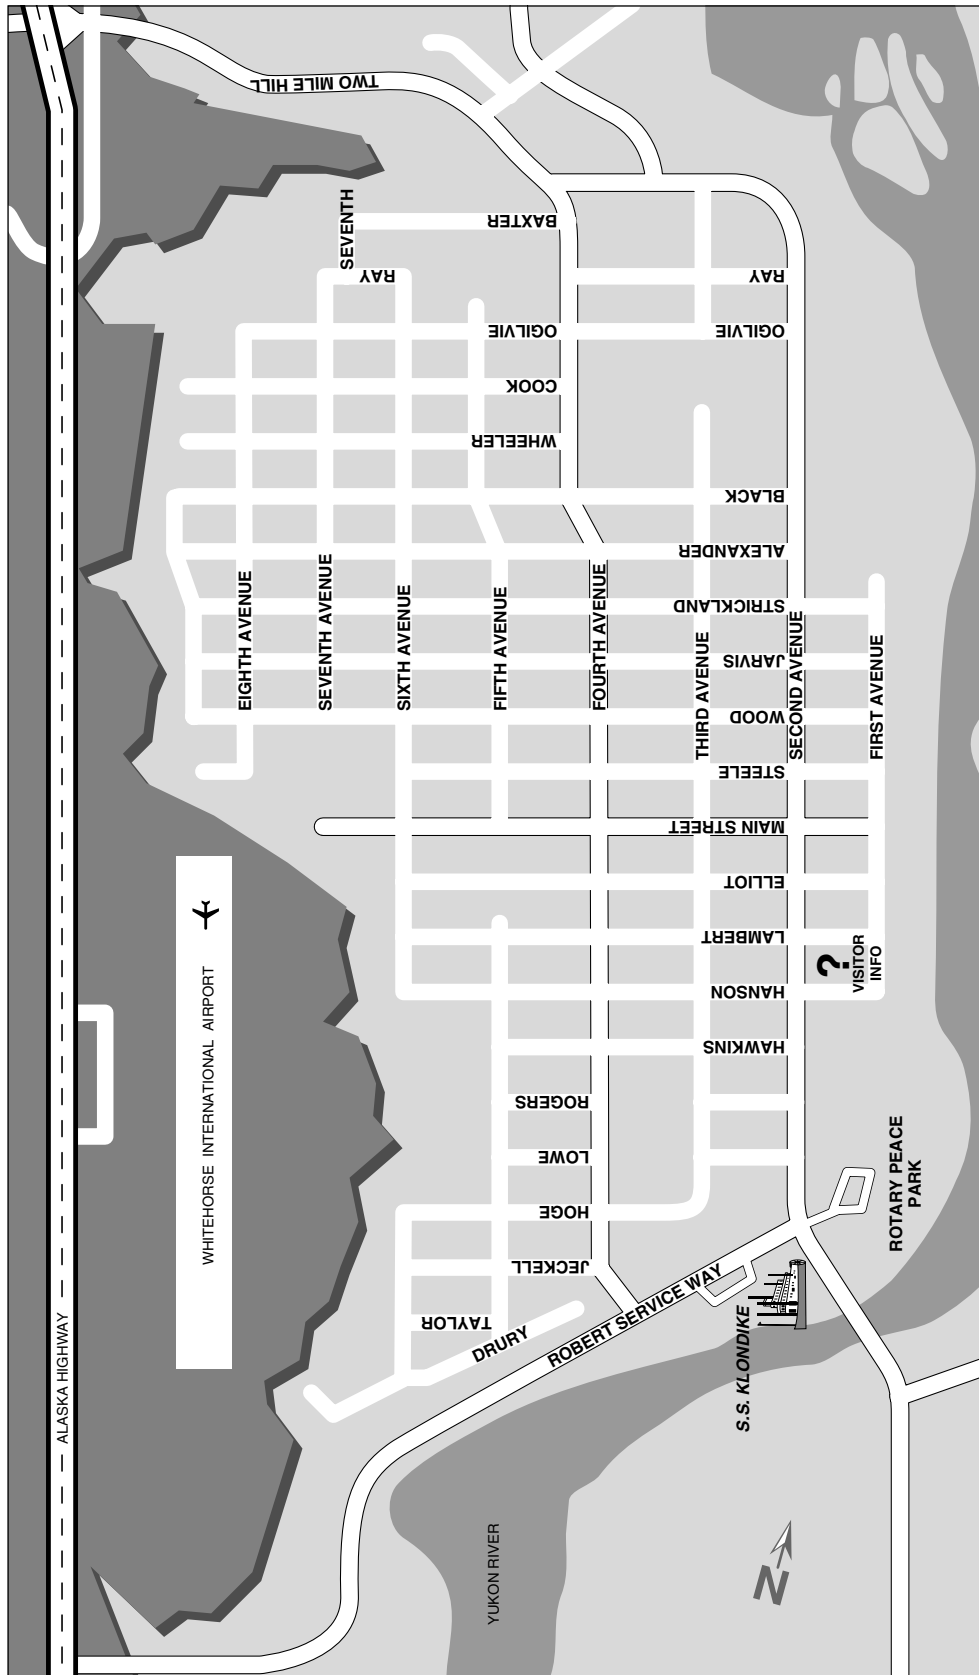 TWO MILE HILL
SEVENTH
BAXTER
RAY
RAY
OGILVIE
OGILVIE
COOK
WHEELER
BLACK
ALEXANDER
STRICKLAND
JARVIS
WOOD
STEELE
MAIN STREET
ELLIOT
LAMBERT
HANSON
HAWKINS
ROGERS
LOWE
HOGE
JECKELL
TAYLOR
DRURY
EIGHTH AVENUE
SEVENTH AVENUE
SIXTH AVENUE
FIFTH AVENUE
FOURTH AVENUE
THIRD AVENUE
SECOND AVENUE
FIRST AVENUE
?
VISITOR
INFO
WHITEHORSE INTERNATIONAL AIRPORT
ALASKA HIGHWAY
ROTARY PEACE
PARK
ROBERT SERVICE WAY
S.S. KLONDIKE
YUKON RIVER
N